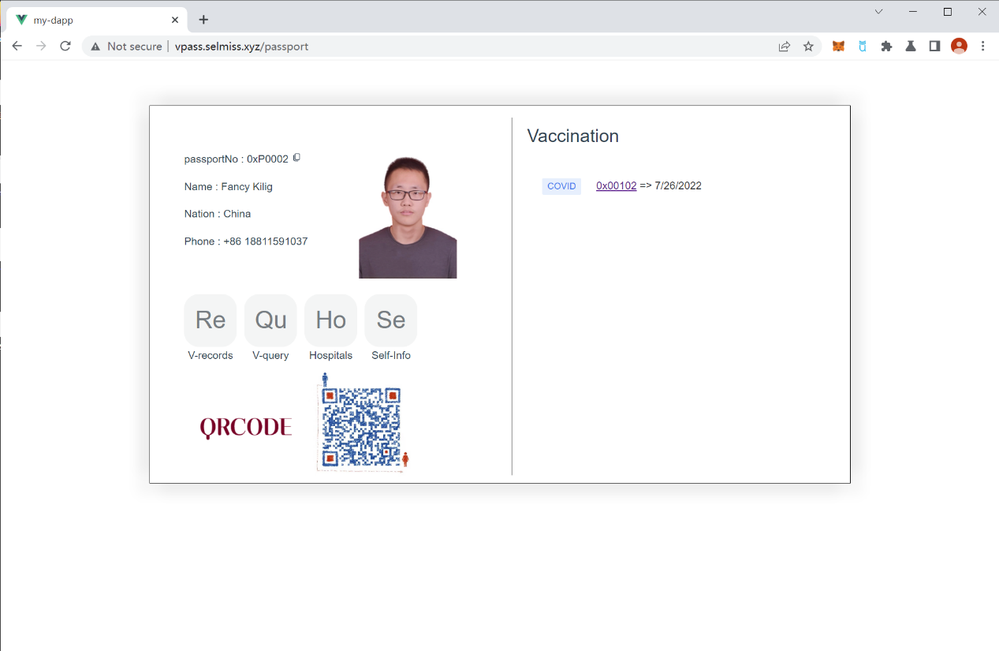 my-dapp
Not secure | vpass.selmiss.xyz/passport
passportNo : 0xP0002
Name : Fancy Kilig
Nation : China
Phone : +86 18811591037
Re
Qu
Ho
Se
V-records
V-query
Hospitals
Self-Info
QRCODE
Vaccination
COVID 0x00102 => 7/26/2022